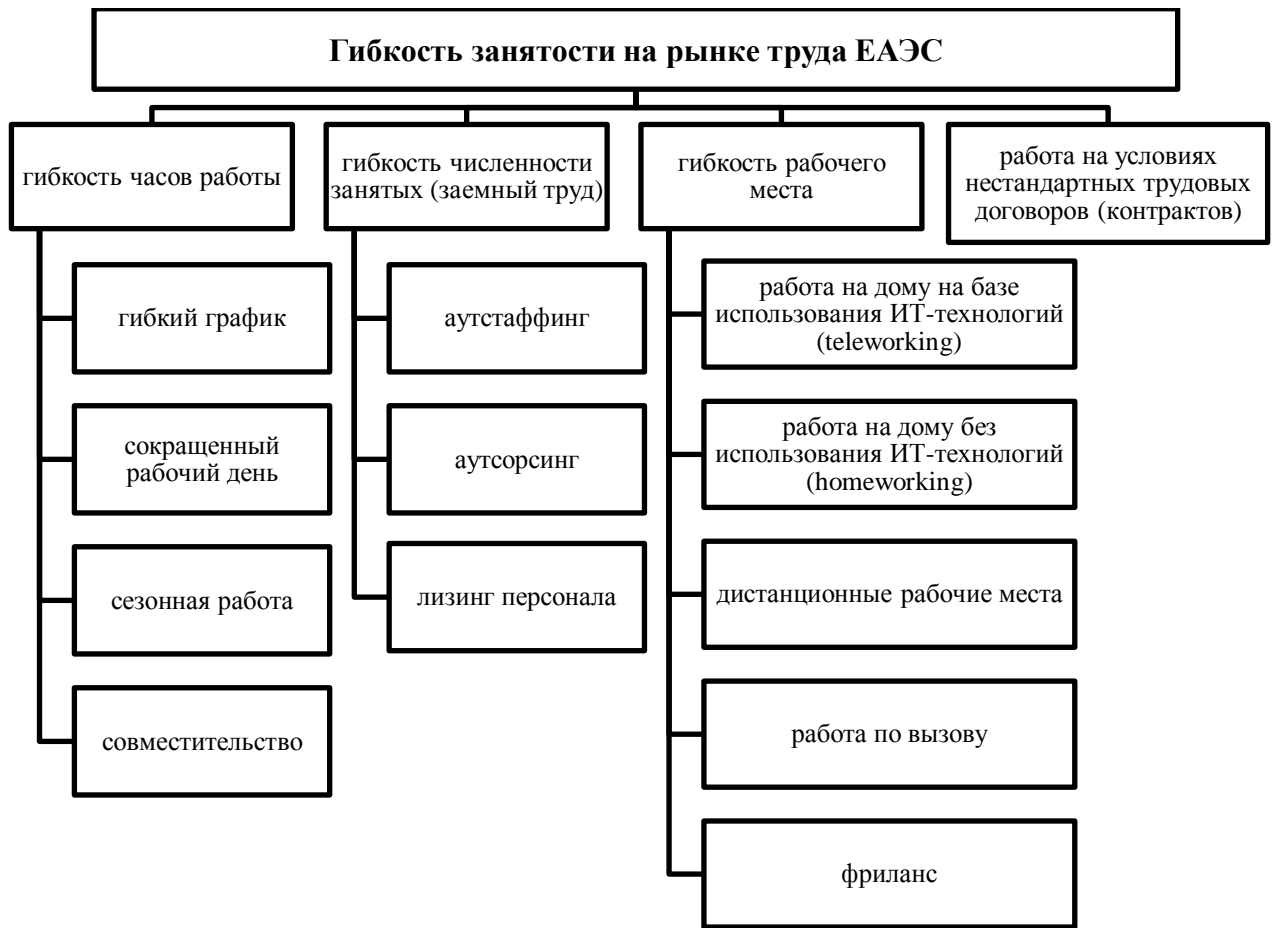 Гибкость занятости на рынке труда ЕАЭС
гибкость часов работы
гибкость численности
занятых (заемный труд)
гибкость рабочего
места
работа на условиях
нестандартных трудовых
договоров (контрактов)
гибкий график
сокращенный
рабочий день
сезонная работа
совместительство
аутстаффинг
аутсорсинг
лизинг персонала
работа на дому на базе
использования ИТ-технологий
(teleworking)
работа на дому без
использования ИТ-технологий
(homeworking)
дистанционные рабочие места
работа по вызову
фриланс